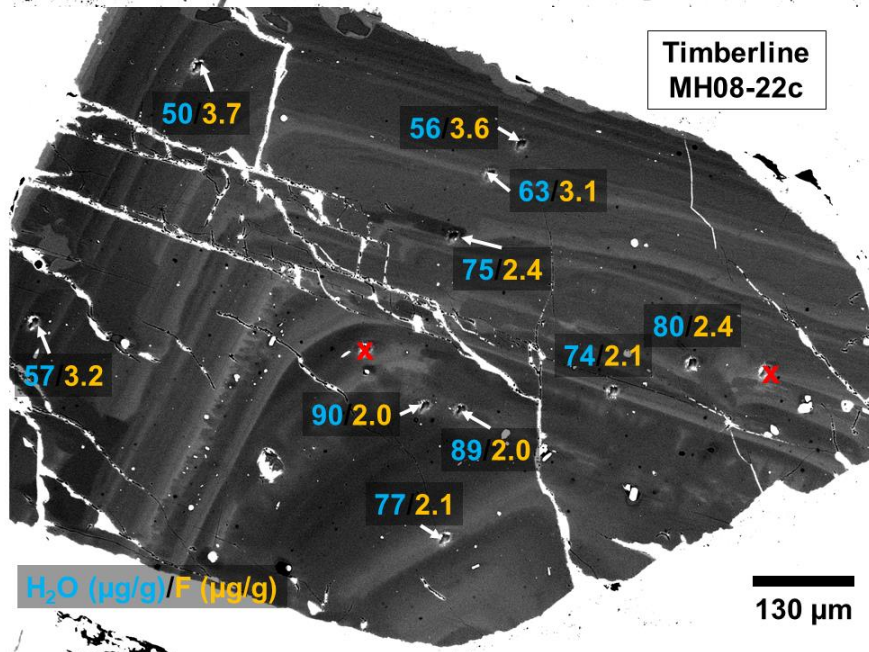 Timberline
MH08-22c
50/3.7
56/3.6
63/3.1
75/2.4
80/2.4
74/2.1
X
X
57/3.2
90/2.0
89/2.0
77/2.1
H₂O (µg/g)/F (µg/g)
130 µm